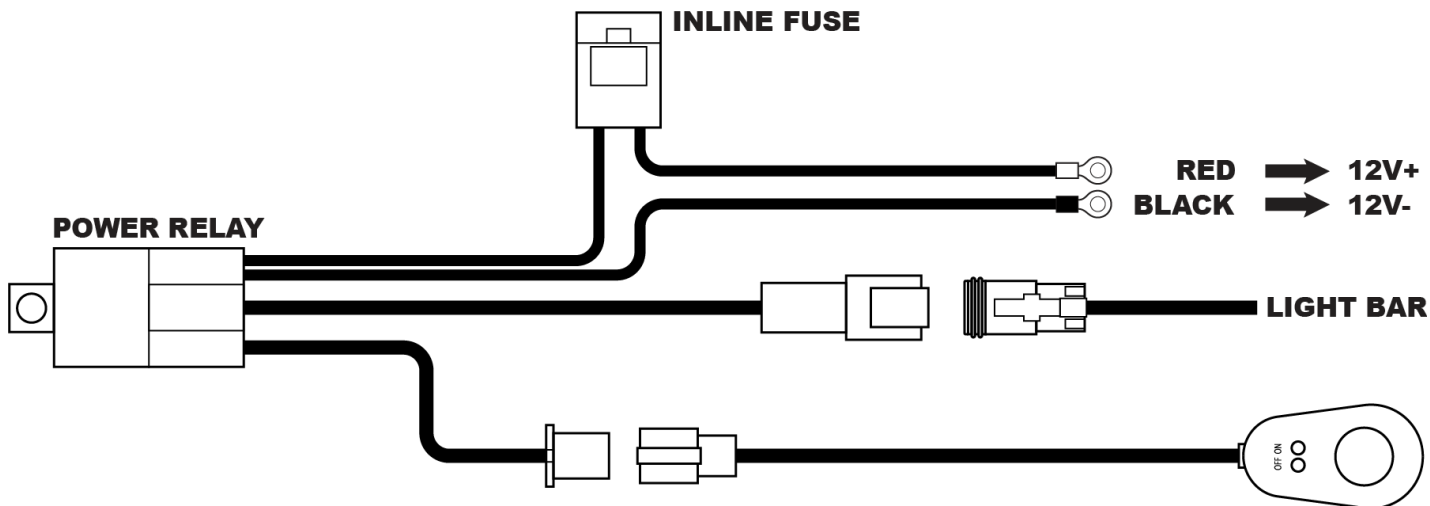 INLINE FUSE
RED 12V+
BLACK 12V-
POWER RELAY
LIGHT BAR
OFF ON